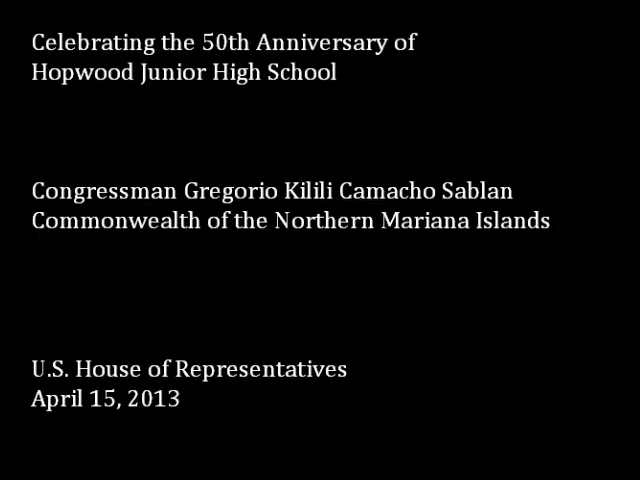 Celebrating the 50th Anniversary of
Hopwood Junior High School
Congressman Gregorio Kilili Camacho Sablan
Commonwealth of the Northern Mariana Islands
U.S. House of Representatives
April 15, 2013